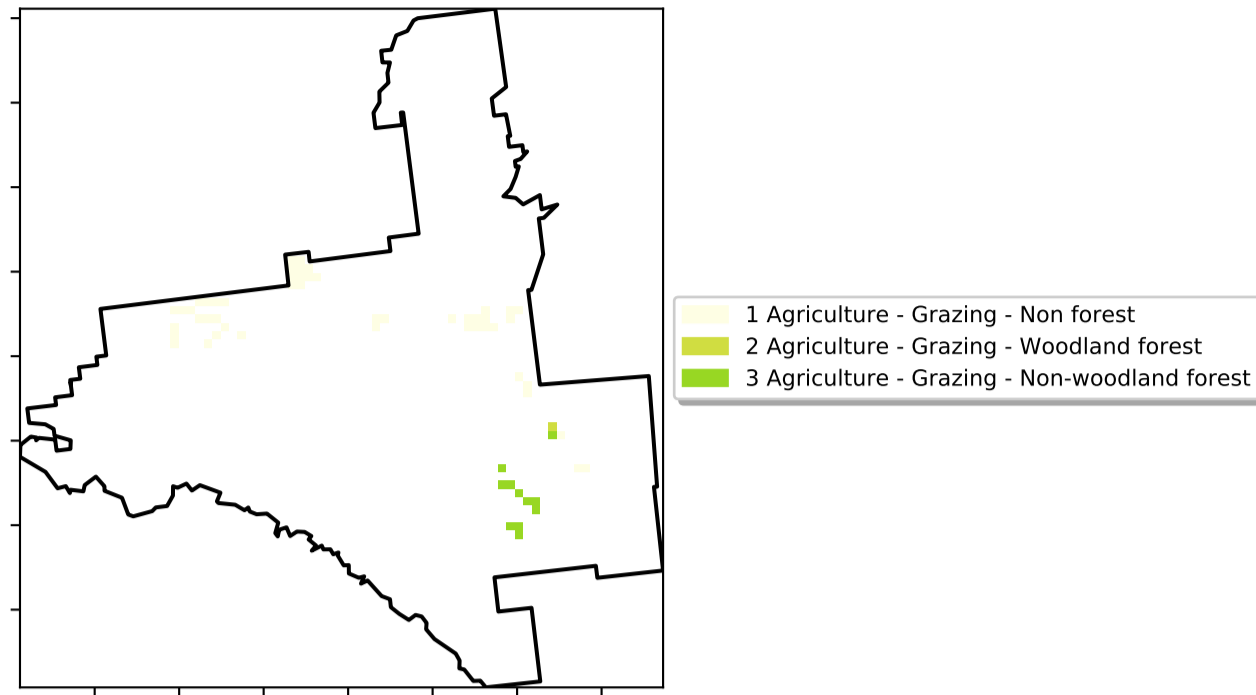 1 Agriculture - Grazing - Non forest
2 Agriculture - Grazing - Woodland forest
3 Agriculture - Grazing - Non-woodland forest